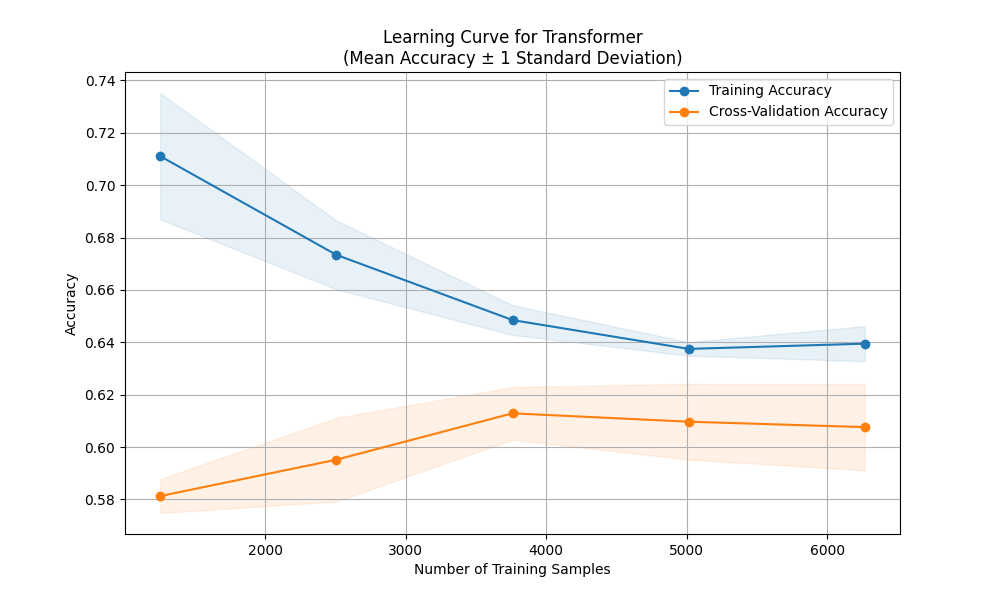 Learning Curve for Transformer
(Mean Accuracy ± 1 Standard Deviation)
Training Accuracy
Cross-Validation Accuracy
Accuracy
0.74
0.72
0.70
0.68
0.66
0.64
0.62
0.60
0.58
2000 3000 4000 5000 6000
Number of Training Samples